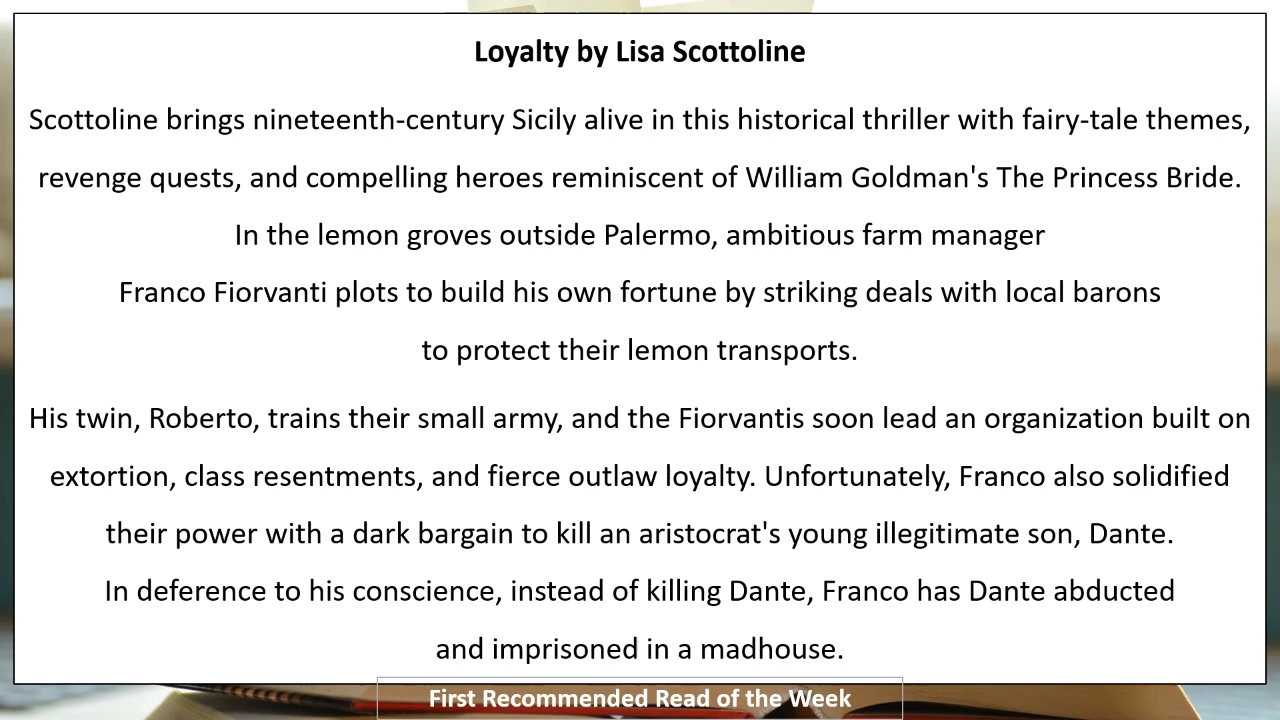 Loyalty by Lisa Scottoline
Scottoline brings nineteenth-century Sicily alive in this historical thriller with fairy-tale themes,
revenge quests, and compelling heroes reminiscent of William Goldman's The Princess Bride.
In the lemon groves outside Palermo, ambitious farm manager
Franco Fiorvanti plots to build his own fortune by striking deals with local barons
to protect their lemon transports.
His twin, Roberto, trains their small army, and the Fiorvantis soon lead an organization built on
extortion, class resentments, and fierce outlaw loyalty. Unfortunately, Franco also solidified
their power with a dark bargain to kill an aristocrat's young illegitimate son, Dante.
In deference to his conscience, instead of killing Dante, Franco has Dante abducted
and imprisoned in a madhouse.
First Recommended Read of the Week